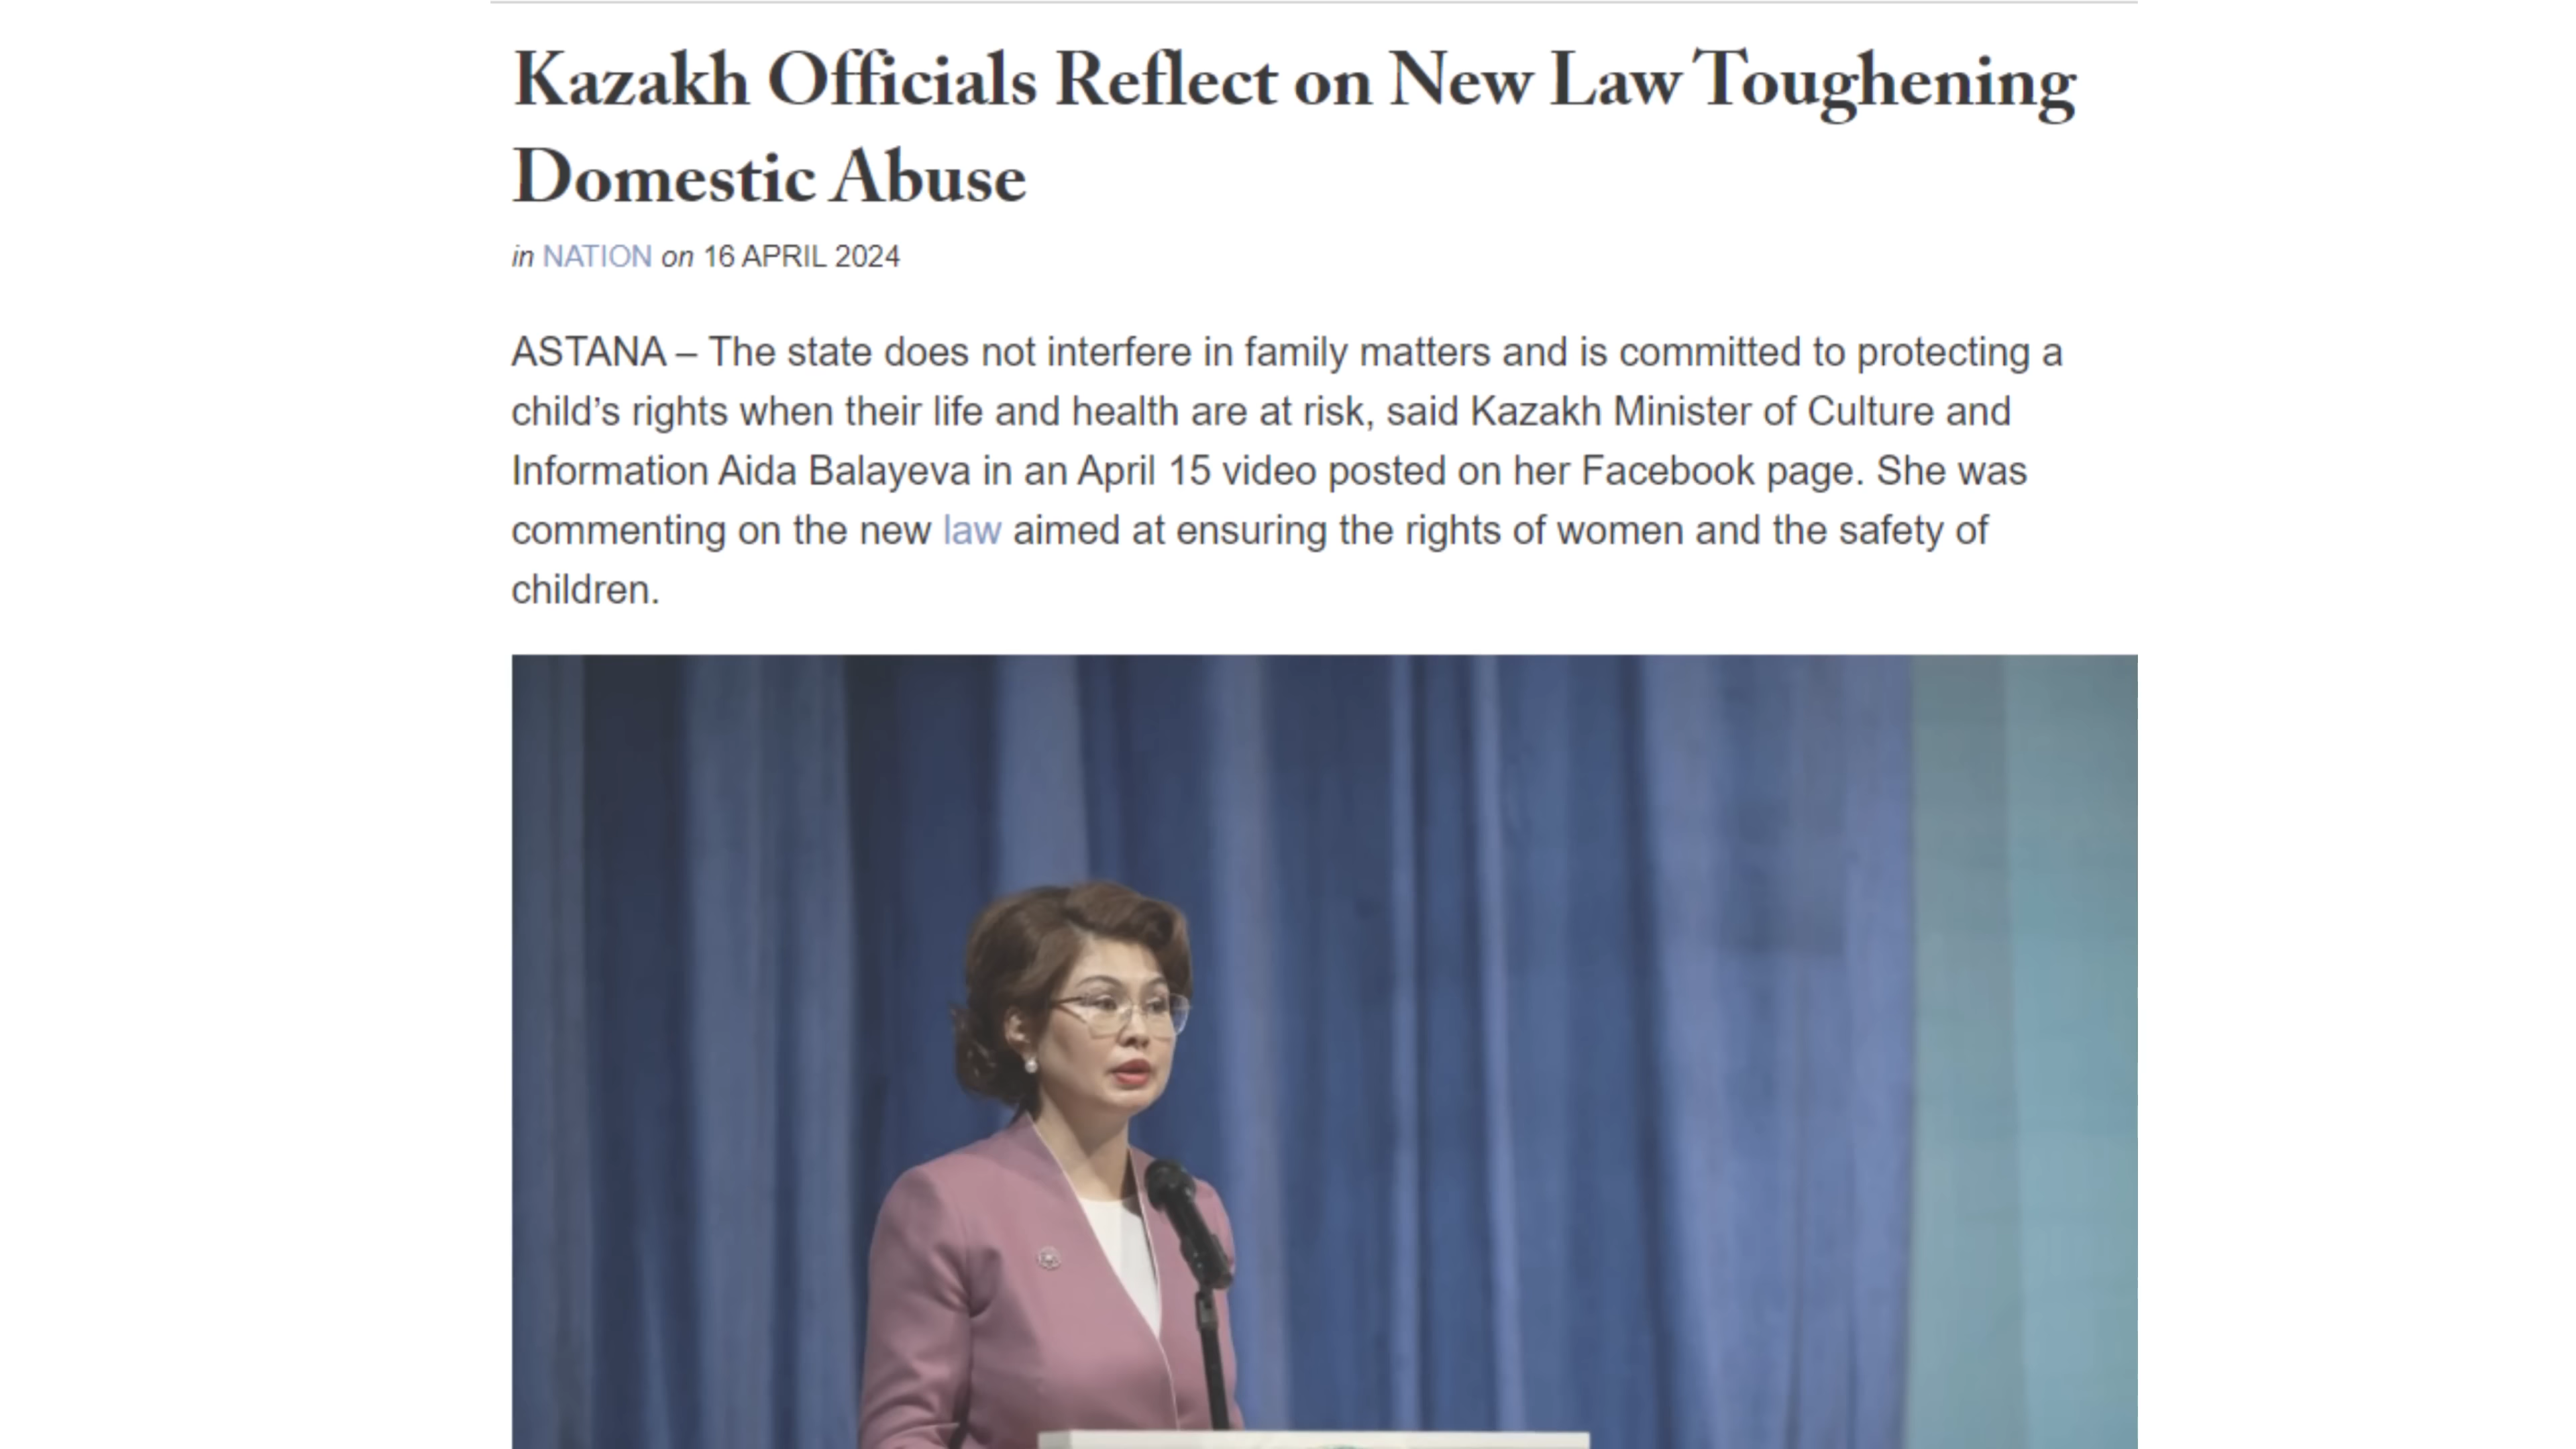 Kazakh Officials Reflect on New Law Toughening
Domestic Abuse
in NATION on 16 APRIL 2024
ASTANA – The state does not interfere in family matters and is committed to protecting a
child’s rights when their life and health are at risk, said Kazakh Minister of Culture and
Information Aida Balayeva in an April 15 video posted on her Facebook page. She was
commenting on the new law aimed at ensuring the rights of women and the safety of
children.